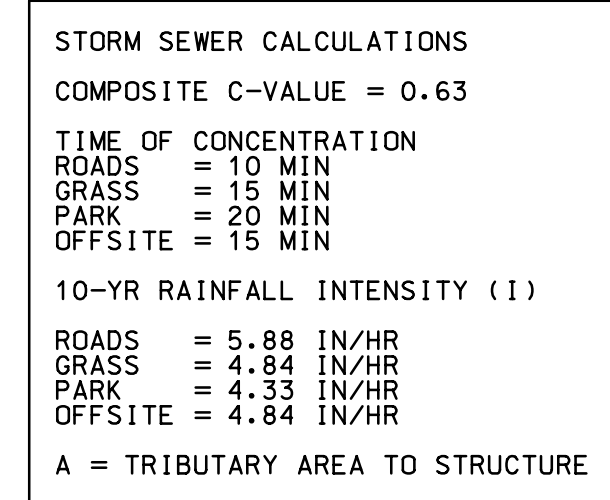 STORM SEWER CALCULATIONS
COMPOSITE C-VALUE = 0.63
TIME OF CONCENTRATION
ROADS = 10 MIN
GRASS = 15 MIN
PARK = 20 MIN
OFFSITE = 15 MIN
10-YR RAINFALL INTENSITY (I)
ROADS = 5.88 IN/HR
GRASS = 4.84 IN/HR
PARK = 4.33 IN/HR
OFFSITE = 4.84 IN/HR
A = TRIBUTARY AREA TO STRUCTURE